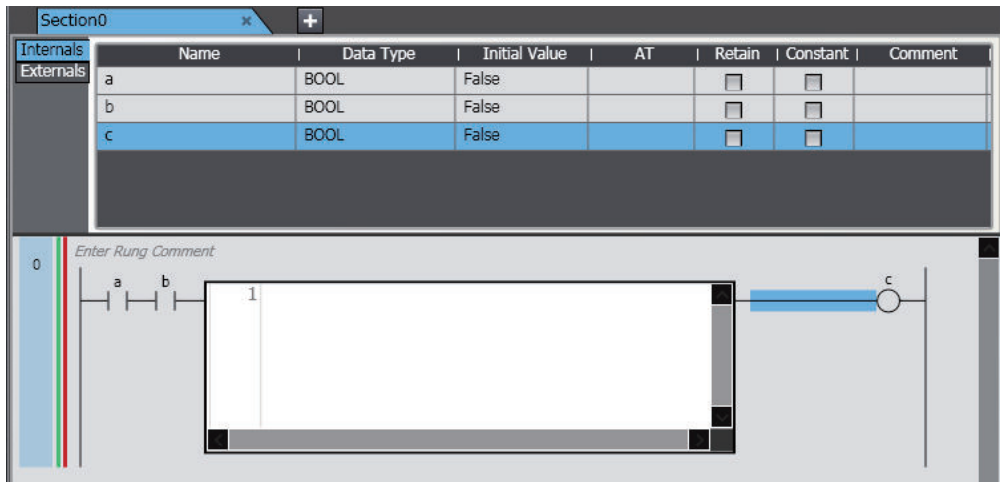 Section0 × +
Internals Name Data Type Initial Value AT Retain Constant Comment
Externals
a BOOL False
b BOOL False
c BOOL False
0 Enter Rung Comment
a b c
1